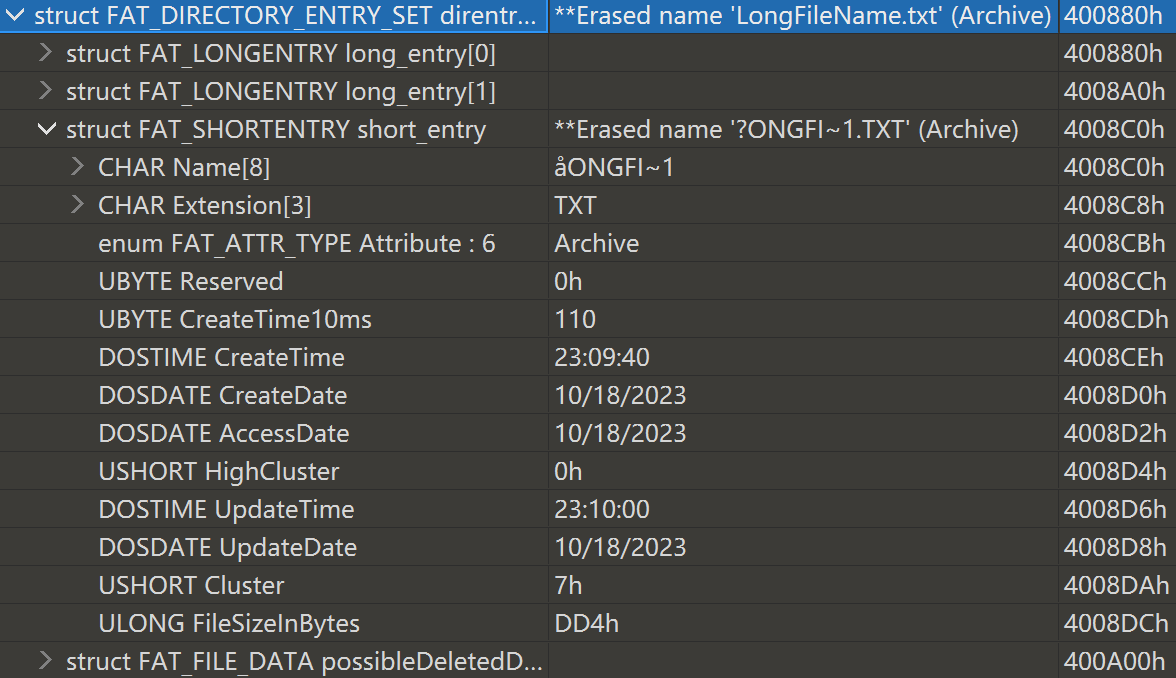 struct FAT_DIRECTORY_ENTRY_SET direntr... **Erased name 'LongFileName.txt' (Archive) 400880h
struct FAT_LONGENTRY long_entry[0] 400880h
struct FAT_LONGENTRY long_entry[1] 4008A0h
struct FAT_SHORTENTRY short_entry **Erased name '?ONGFI~1.TXT' (Archive) 4008C0h
CHAR Name[8] åONGFI~1 4008C0h
CHAR Extension[3] TXT 4008C8h
enum FAT_ATTR_TYPE Attribute : 6 Archive 4008CBh
UBYTE Reserved 0h 4008CCh
UBYTE CreateTime10ms 110 4008CDh
DOSTIME CreateTime 23:09:40 4008CEh
DOSDATE CreateDate 10/18/2023 4008D0h
DOSDATE AccessDate 10/18/2023 4008D2h
USHORT HighCluster 0h 4008D4h
DOSTIME UpdateTime 23:10:00 4008D6h
DOSDATE UpdateDate 10/18/2023 4008D8h
USHORT Cluster 7h 4008DAh
ULONG FileSizeInBytes DD4h 4008DCh
struct FAT_FILE_DATA possibleDeletedD... 400A00h